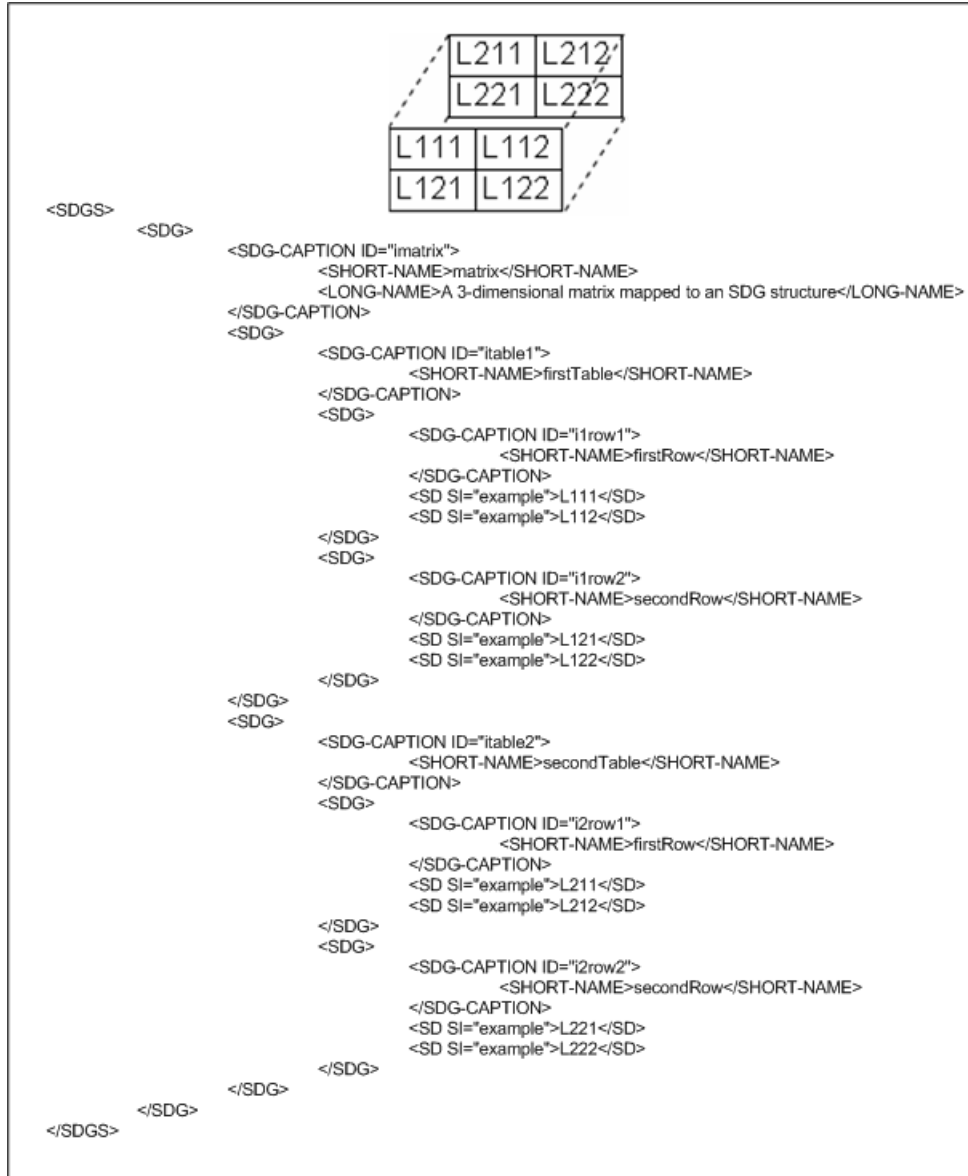 L211 L212
L221 L222
L111 L112
L121 L122
<SDGS>
<SDG>
<SDG-CAPTION ID="imatrix">
<SHORT-NAME>matrix</SHORT-NAME>
<LONG-NAME>A 3-dimensional matrix mapped to an SDG structure</LONG-NAME>
</SDG-CAPTION>
<SDG>
<SDG-CAPTION ID="itable1">
<SHORT-NAME>firstTable</SHORT-NAME>
</SDG-CAPTION>
<SDG>
<SDG-CAPTION ID="i1row1">
<SHORT-NAME>firstRow</SHORT-NAME>
</SDG-CAPTION>
<SD SI="example">L111</SD>
<SD SI="example">L112</SD>
</SDG>
<SDG>
<SDG-CAPTION ID="i1row2">
<SHORT-NAME>secondRow</SHORT-NAME>
</SDG-CAPTION>
<SD SI="example">L121</SD>
<SD SI="example">L122</SD>
</SDG>
</SDG>
<SDG>
<SDG-CAPTION ID="itable2">
<SHORT-NAME>secondTable</SHORT-NAME>
</SDG-CAPTION>
<SDG>
<SDG-CAPTION ID="i2row1">
<SHORT-NAME>firstRow</SHORT-NAME>
</SDG-CAPTION>
<SD SI="example">L211</SD>
<SD SI="example">L212</SD>
</SDG>
<SDG>
<SDG-CAPTION ID="i2row2">
<SHORT-NAME>secondRow</SHORT-NAME>
</SDG-CAPTION>
<SD SI="example">L221</SD>
<SD SI="example">L222</SD>
</SDG>
</SDG>
</SDG>
</SDGS>